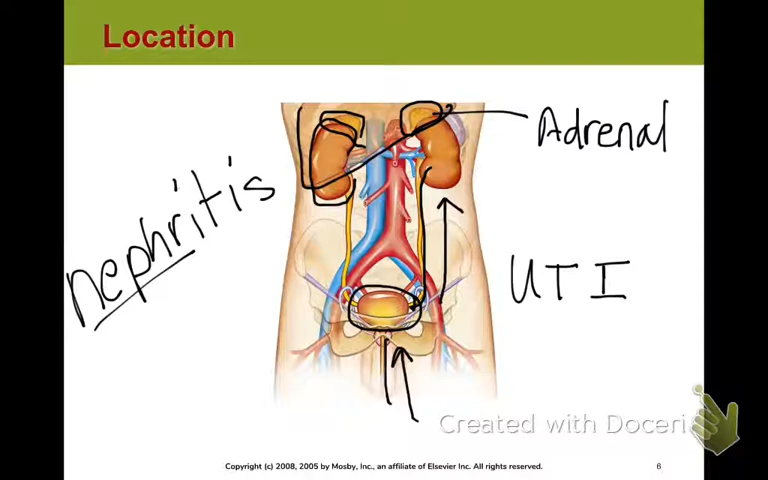 Location
Adrenal
nephritis
UTI
Created with Doceri
Copyright (c) 2008, 2005 by Mosby, Inc., an affiliate of Elsevier Inc. All rights reserved.
6